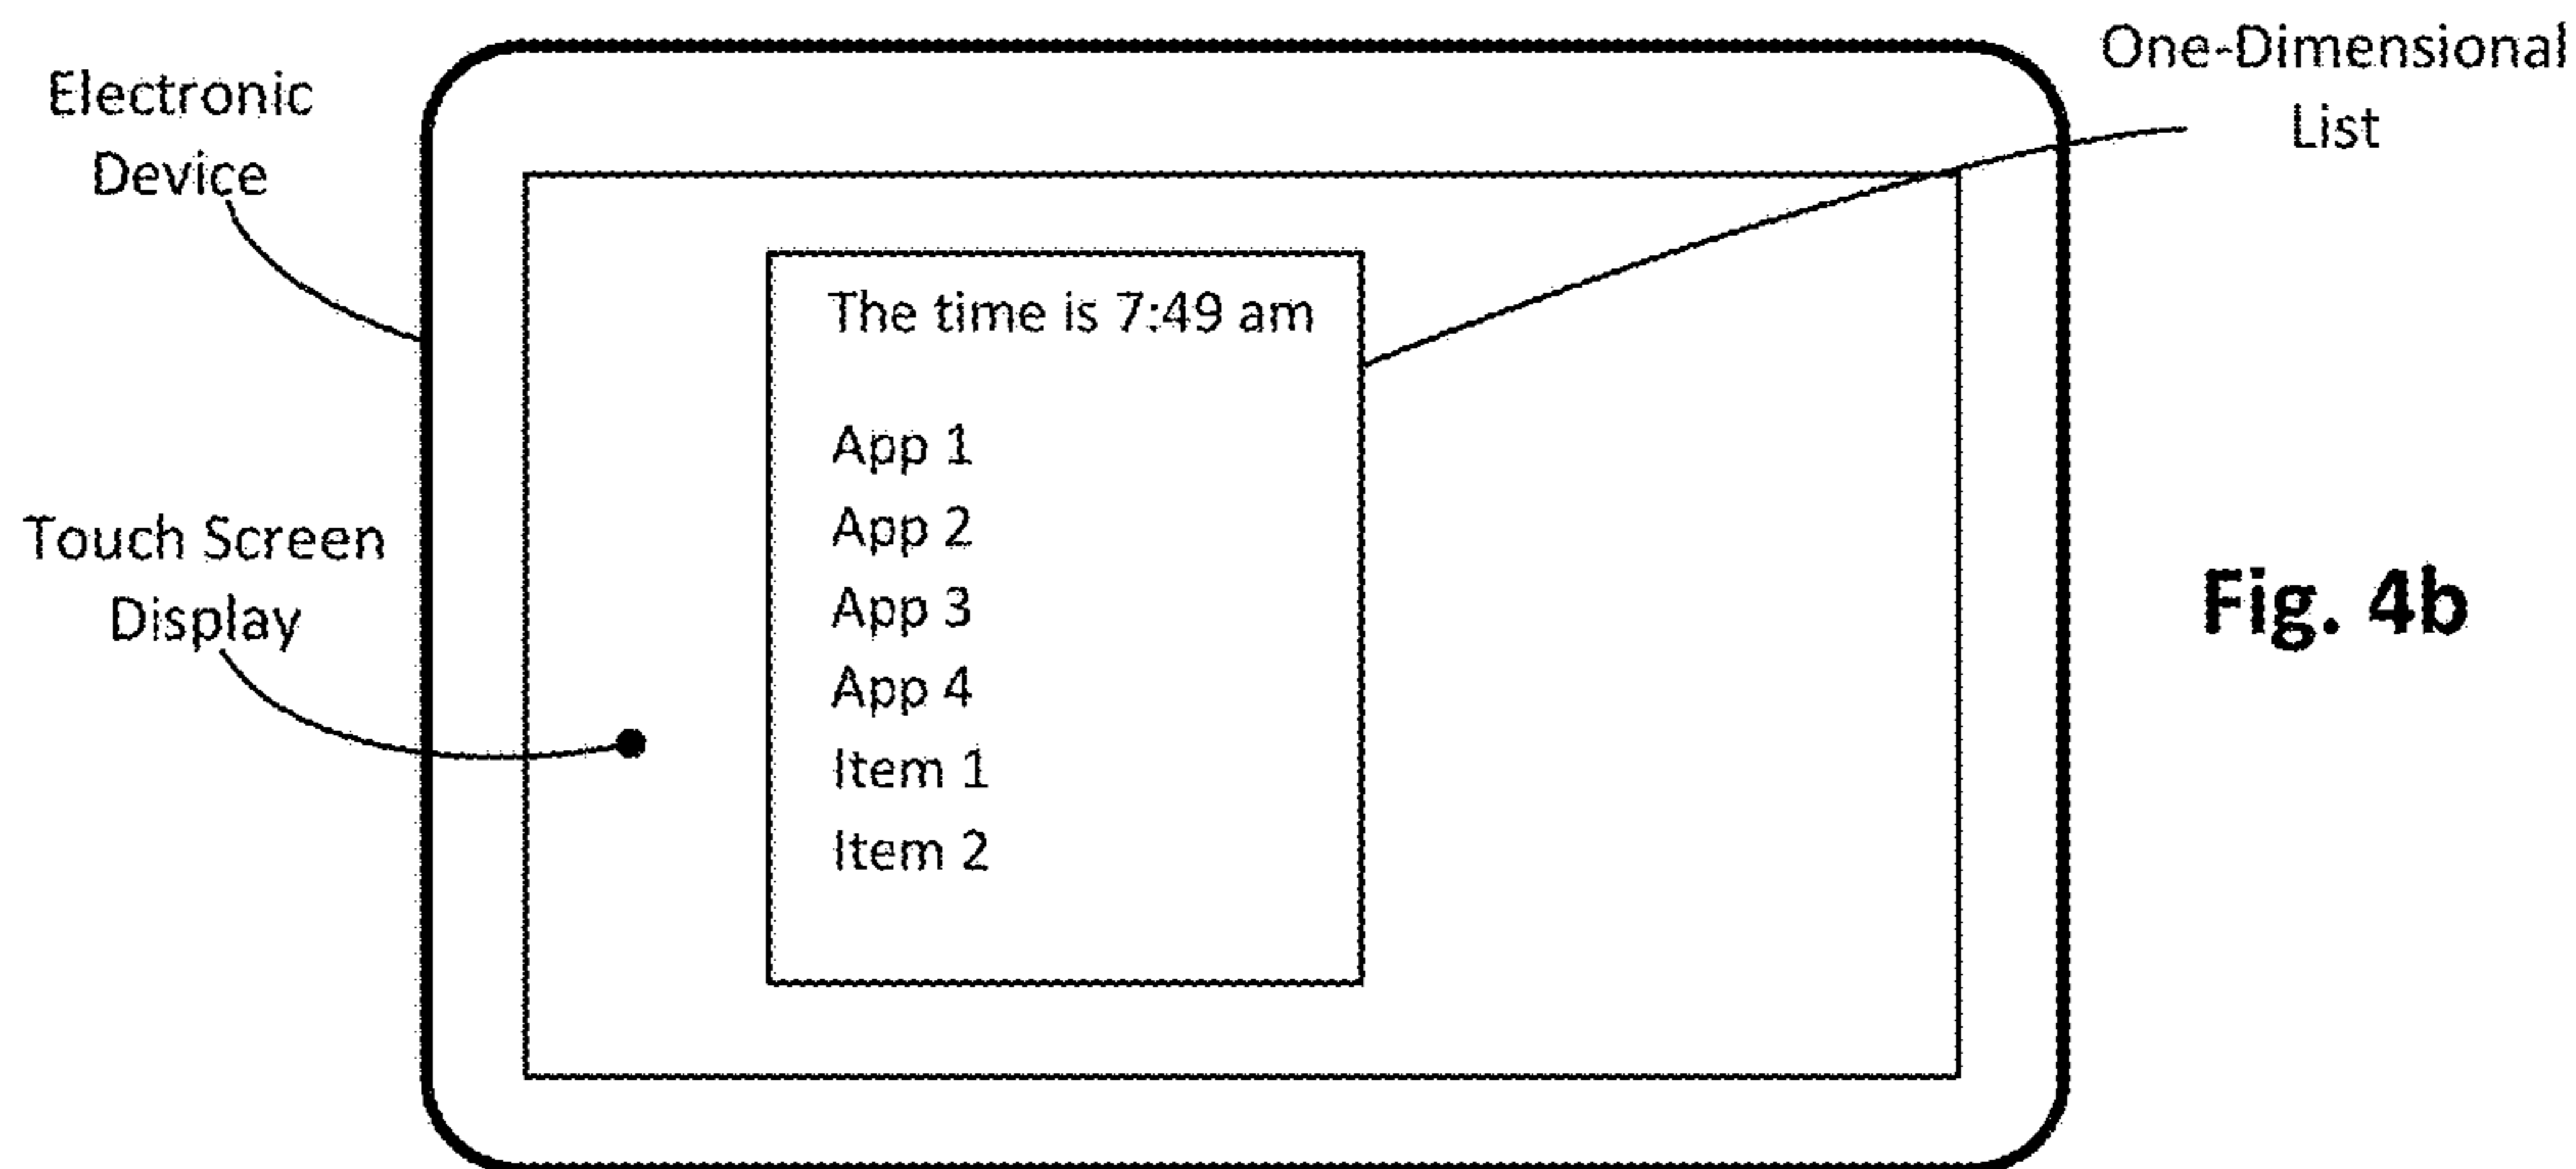 One-Dimensional
List
Electronic
Device
The time is 7:49 am
App 1
App 2
App 3
App 4
Item 1
Item 2
Touch Screen
Display
Fig. 4b